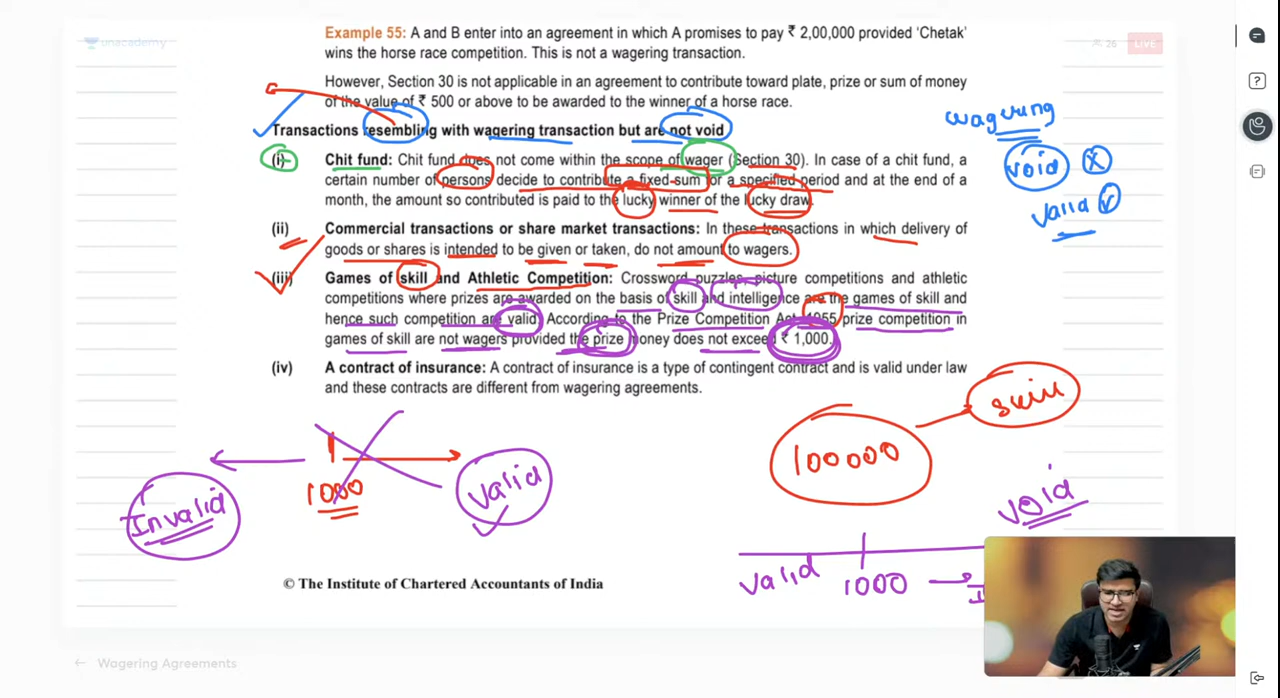 Example 55: A and B enter into an agreement in which A promises to pay ₹ 2,00,000 provided 'Chetak'
wins the horse race competition. This is not a wagering transaction.
unacademy
26
LIVE
However, Section 30 is not applicable in an agreement to contribute toward plate, prize or sum of money
of the value of ₹ 500 or above to be awarded to the winner of a horse race.
Transactions resembling with wagering transaction but are not void
wagering
void
valid
(i) Chit fund: Chit fund does not come within the scope of wager (Section 30). In case of a chit fund, a
certain number of persons decide to contribute a fixed sum for a specified period and at the end of a
month, the amount so contributed is paid to the lucky winner of the lucky draw.
(ii) Commercial transactions or share market transactions: In these transactions in which delivery of
goods or shares is intended to be given or taken, do not amount to wagers.
(iii) Games of skill and Athletic Competition: Crossword puzzles, picture competitions and athletic
competitions where prizes are awarded on the basis of skill and intelligence are the games of skill and
hence such competition are valid. According to the Prize Competition Act, 1955 prize competition in
games of skill are not wagers provided the prize money does not exceed ₹ 1,000.
(iv) A contract of insurance: A contract of insurance is a type of contingent contract and is valid under law
and these contracts are different from wagering agreements.
skill
100000
1000
Invalid
valid
void
valid 1000
© The Institute of Chartered Accountants of India
Wagering Agreements